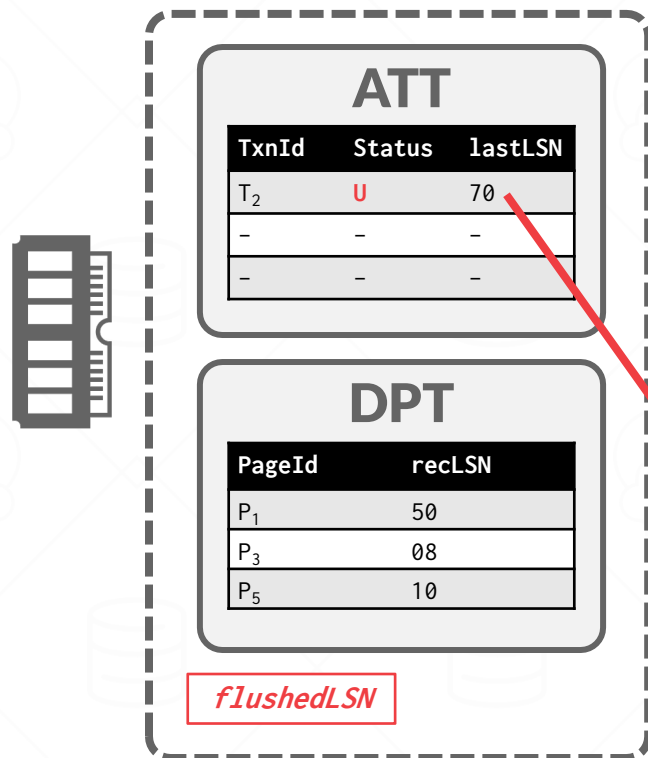 ATT
TxnId Status lastLSN
T₂ U 70
– – –
– – –
DPT
PageId recLSN
P₁ 50
P₃ 08
P₅ 10
flushedLSN